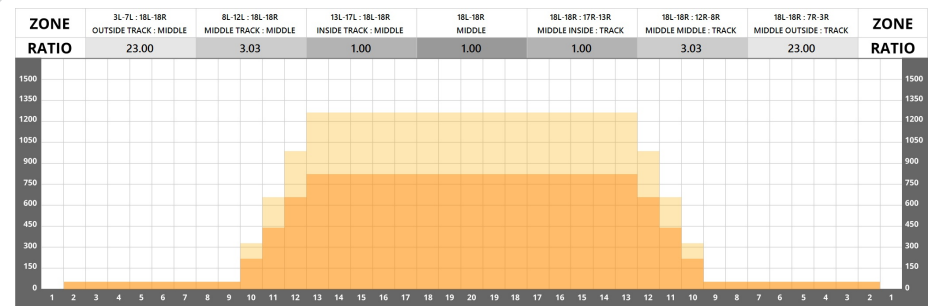 ZONE 3L-7L : 18L-18R 8L-12L : 18L-18R 13L-17L : 18L-18R 18L-18R 18L-18R : 17R-13R 18L-18R : 12R-8R 18L-18R : 7R-3R ZONE
OUTSIDE TRACK : MIDDLE MIDDLE TRACK : MIDDLE INSIDE TRACK : MIDDLE MIDDLE MIDDLE INSIDE : TRACK MIDDLE MIDDLE : TRACK MIDDLE OUTSIDE : TRACK
RATIO 23.00 3.03 1.00 1.00 1.00 3.03 23.00 RATIO
1500 1500
1350 1350
1200 1200
1050 1050
900 900
750 750
600 600
450 450
300 300
150 150
0 0
1 2 3 4 5 6 7 8 9 10 11 12 13 14 15 16 17 18 19 20 19 18 17 16 15 14 13 12 11 10 9 8 7 6 5 4 3 2 1